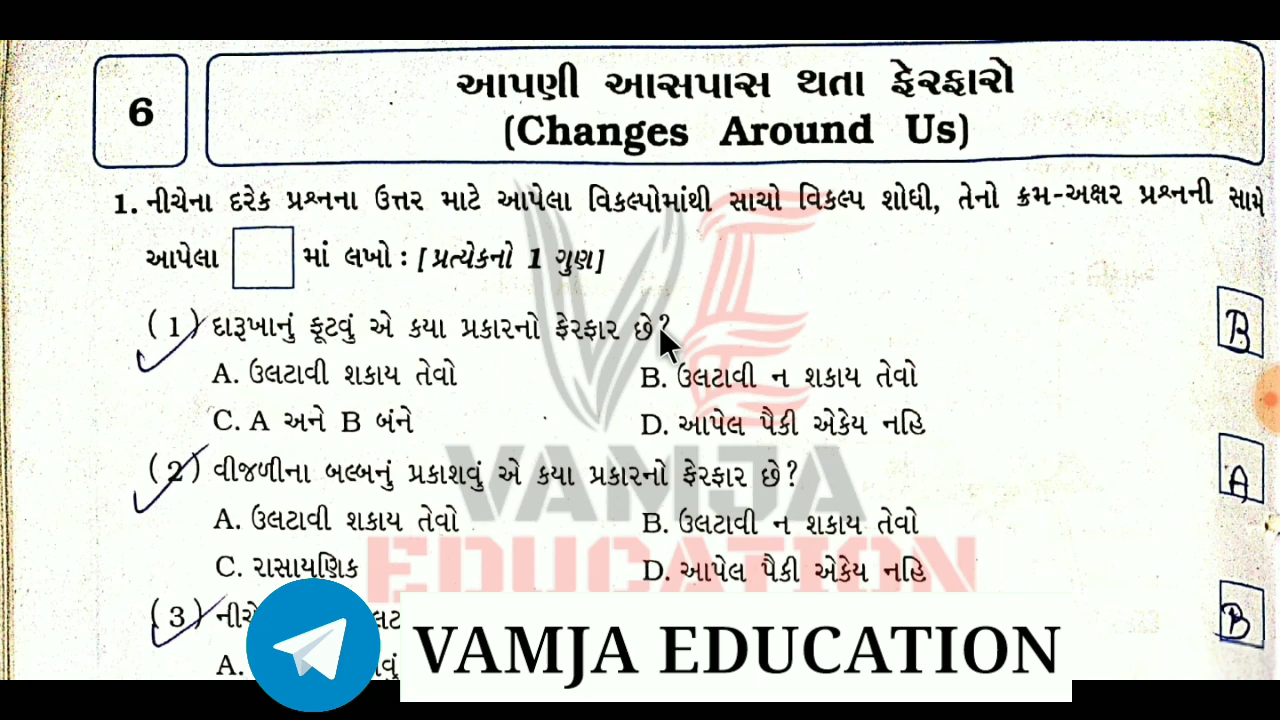 6
આપણી આસપાસ થતા ફેરફારો
(Changes Around Us)
1. નીચેના દરેક પ્રશ્નના ઉત્તર માટે આપેલા વિકલ્પોમાંથી સાચો વિકલ્પ શોધી, તેનો ક્રમ-અક્ષર પ્રશ્નની સામે
આપેલા માં લખો : [પ્રત્યેકનો 1 ગુણ]
(1) દારૂખાનું ફૂટવું એ કયા પ્રકારનો ફેરફાર છે? B
A. ઉલટાવી શકાય તેવો B. ઉલટાવી ન શકાય તેવો
C. A અને B બંને D. આપેલ પૈકી એકેય નહિ
(2) વીજળીના બલ્બનું પ્રકાશવું એ કયા પ્રકારનો ફેરફાર છે? A
A. ઉલટાવી શકાય તેવો B. ઉલટાવી ન શકાય તેવો
C. રાસાયણિક D. આપેલ પૈકી એકેય નહિ
(3) B
A.
VAMJA EDUCATION
VE
VAMJA
EDUCATION